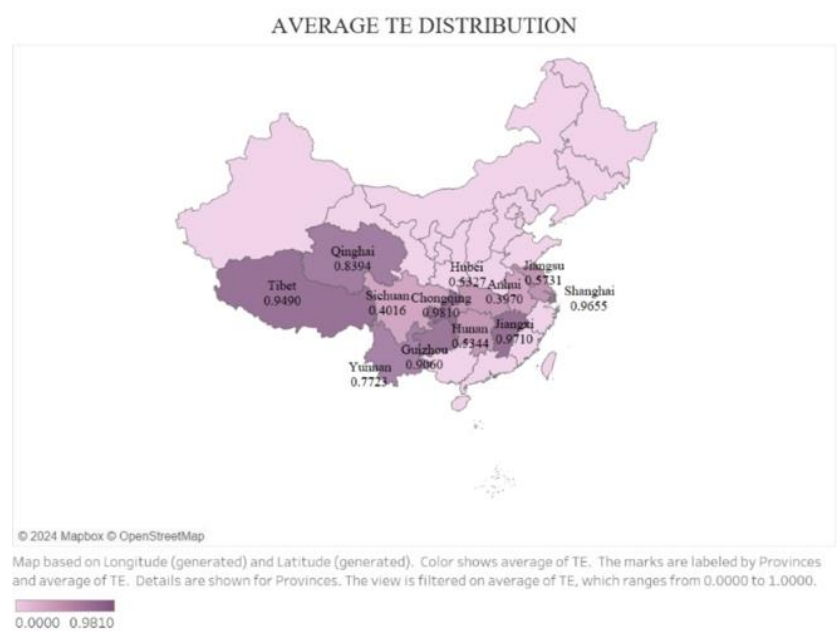 AVERAGE TE DISTRIBUTION
Qinghai
0.8394
Tibet
0.9490
Sichuan
0.4016
Chongqing
0.9810
Hubei
0.5327
Anhui
0.3970
Jiangsu
0.5731
Shanghai
0.9655
Hunan
0.5344
Jiangxi
0.9710
Guizhou
0.9060
Yunnan
0.7723
© 2024 Mapbox © OpenStreetMap
Map based on Longitude (generated) and Latitude (generated). Color shows average of TE. The marks are labeled by Provinces
and average of TE. Details are shown for Provinces. The view is filtered on average of TE, which ranges from 0.0000 to 1.0000.
0.0000 0.9810